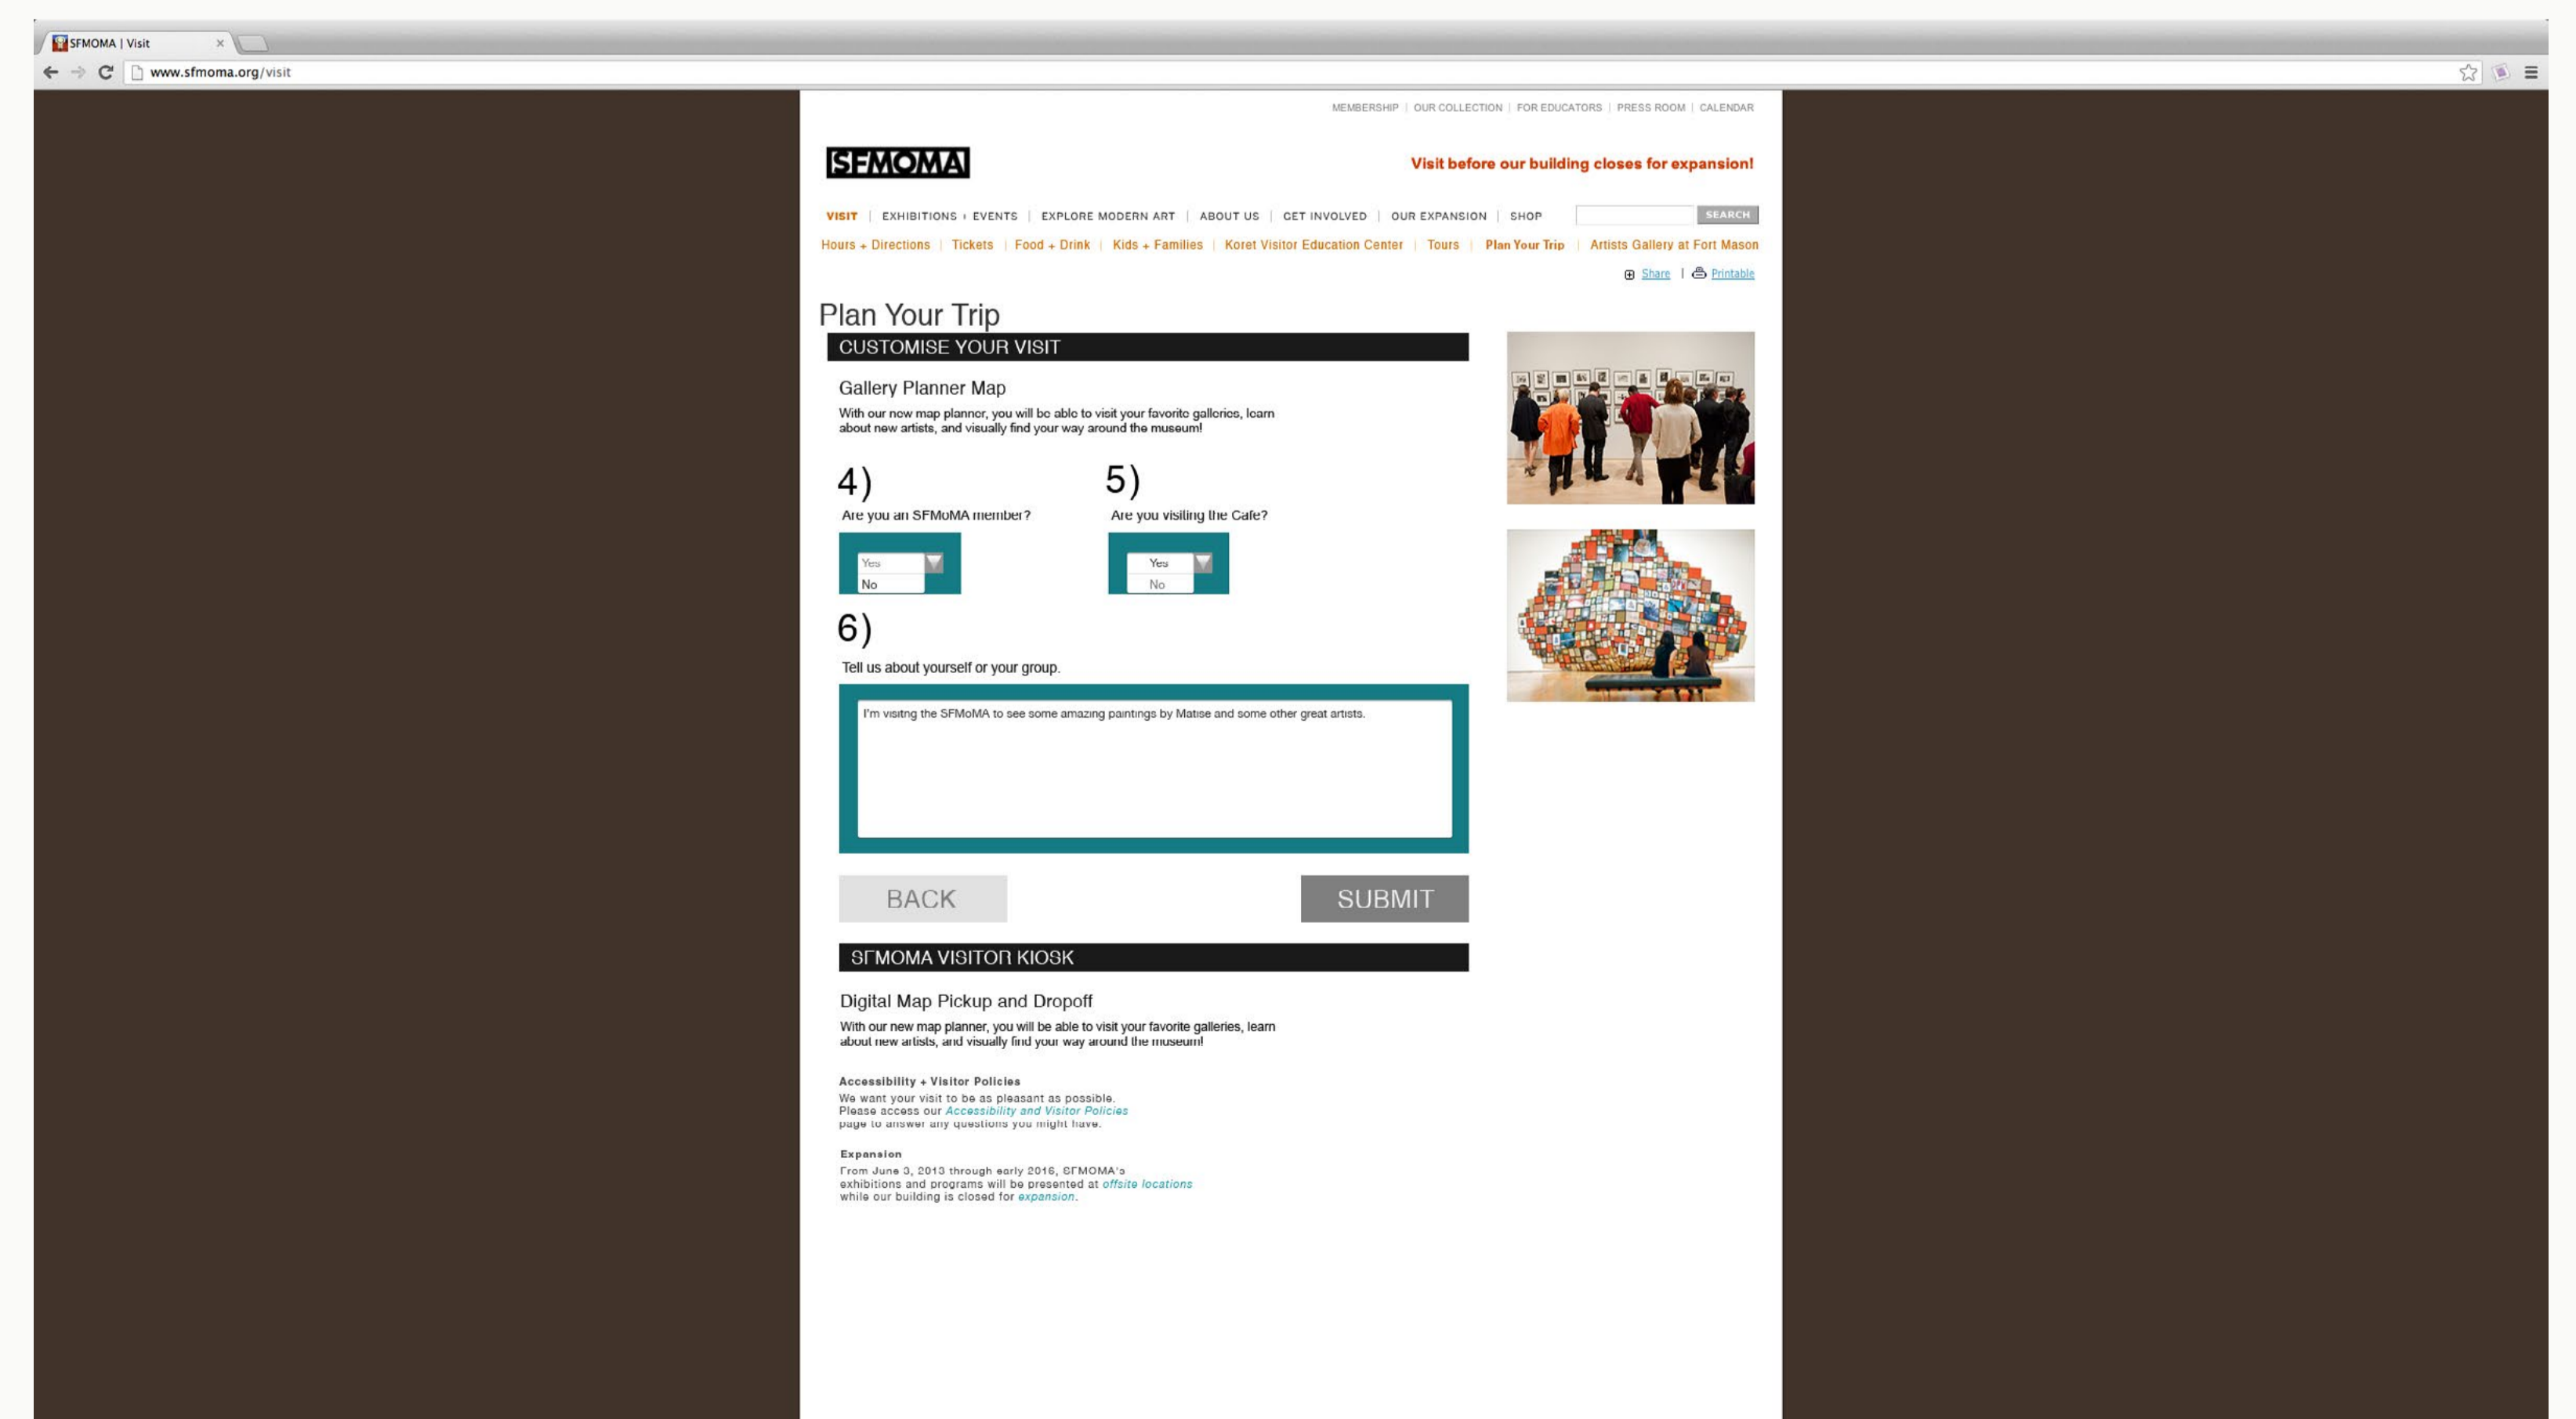 SFMOMA | Visit
www.sfmoma.org/visit
MEMBERSHIP | OUR COLLECTION | FOR EDUCATORS | PRESS ROOM | CALENDAR
SFMOMA
Visit before our building closes for expansion!
VISIT | EXHIBITIONS + EVENTS | EXPLORE MODERN ART | ABOUT US | GET INVOLVED | OUR EXPANSION | SHOP SEARCH
Hours + Directions | Tickets | Food + Drink | Kids + Families | Koret Visitor Education Center | Tours | Plan Your Trip | Artists Gallery at Fort Mason
Share | Printable
Plan Your Trip
CUSTOMISE YOUR VISIT
Gallery Planner Map
With our new map planner, you will be able to visit your favorite galleries, learn
about new artists, and visually find your way around the museum!
4) 5)
Are you an SFMoMA member? Are you visiting the Cafe?
Yes Yes
No No
6)
Tell us about yourself or your group.
I'm visitng the SFMoMA to see some amazing paintings by Matise and some other great artists.
BACK SUBMIT
SFMOMA VISITOR KIOSK
Digital Map Pickup and Dropoff
With our new map planner, you will be able to visit your favorite galleries, learn
about new artists, and visually find your way around the museum!
Accessibility + Visitor Policies
We want your visit to be as pleasant as possible.
Please access our Accessibility and Visitor Policies
page to answer any questions you might have.
Expansion
From June 3, 2013 through early 2016, SFMOMA's
exhibitions and programs will be presented at offsite locations
while our building is closed for expansion.